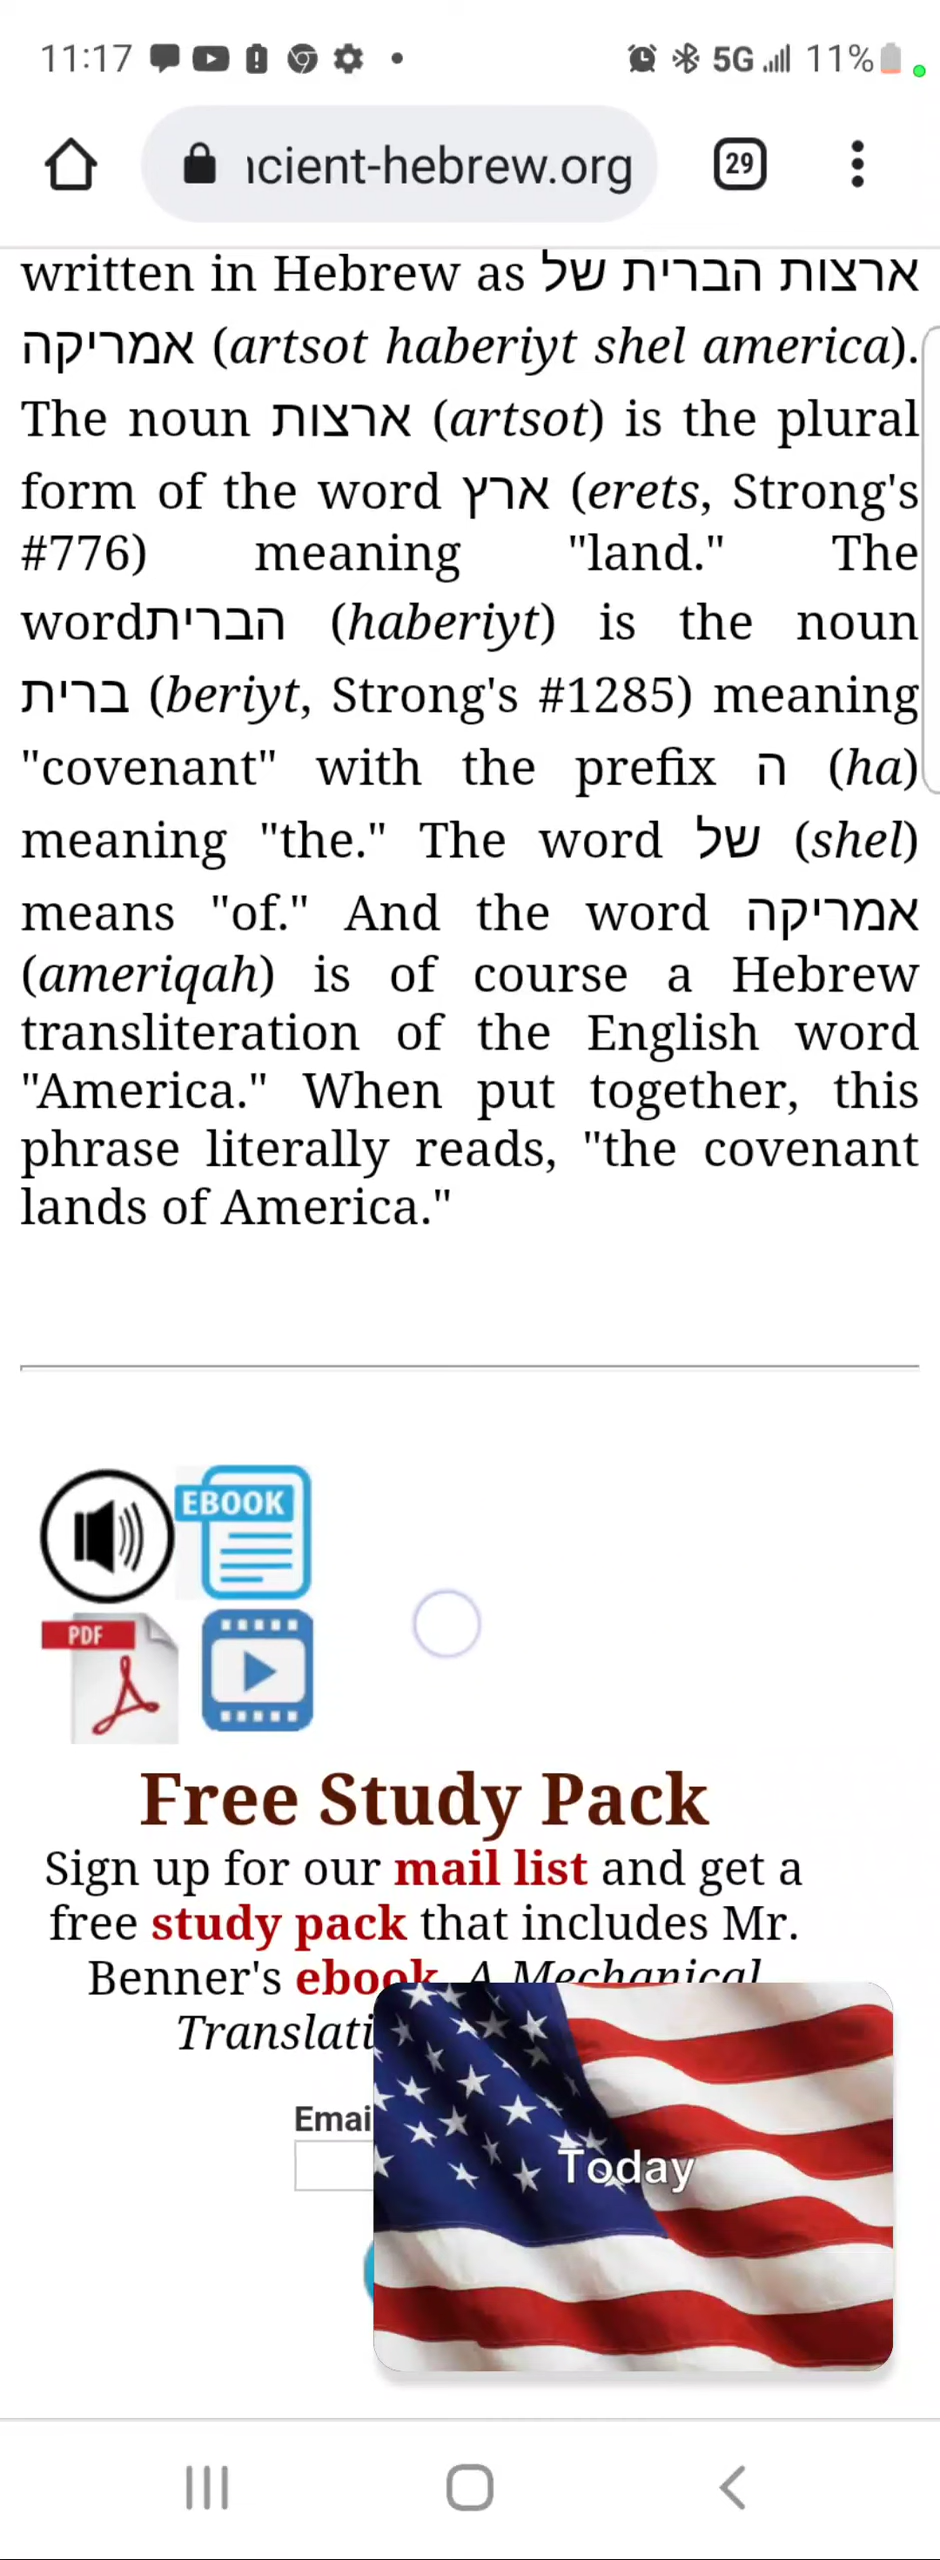 11:17 5G 11%
ncient-hebrew.org 29
written in Hebrew as ארצות הברית של
אמריקה (artsot haberiyt shel america).
The noun ארצות (artsot) is the plural
form of the word ארץ (erets, Strong's
#776) meaning "land." The
wordהברית (haberiyt) is the noun
ברית (beriyt, Strong's #1285) meaning
"covenant" with the prefix ה (ha)
meaning "the." The word של (shel)
means "of." And the word אמריקה
(ameriqah) is of course a Hebrew
transliteration of the English word
"America." When put together, this
phrase literally reads, "the covenant
lands of America."
EBOOK
PDF
Free Study Pack
Sign up for our mail list and get a
free study pack that includes Mr.
Benner's ebook, A Mechanical
Translati
Emai
Today